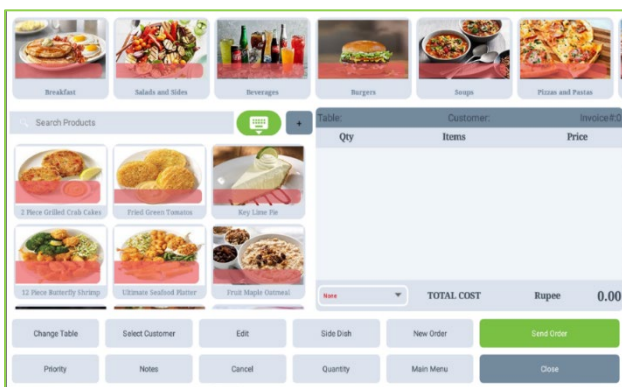 Breakfast
Salads and Sides
Beverages
Burgers
Soups
Pizzas and Pastas
Search Products
+
Table:
Customer:
Invoice#:0
Qty
Items
Price
2 Piece Grilled Crab Cakes
Fried Green Tomatos
Key Lime Pie
12 Piece Butterfly Shrimp
Ultimate Seafood Platter
Fruit Maple Oatmeal
None
TOTAL COST
Rupee
0.00
Change Table
Select Customer
Edit
Side Dish
New Order
Send Order
Priority
Notes
Cancel
Quantity
Main Menu
Close